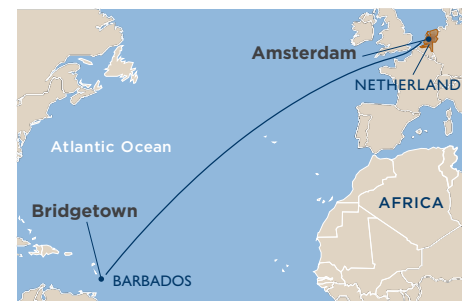 Amsterdam
NETHERLAND
Atlantic Ocean
AFRICA
Bridgetown
BARBADOS